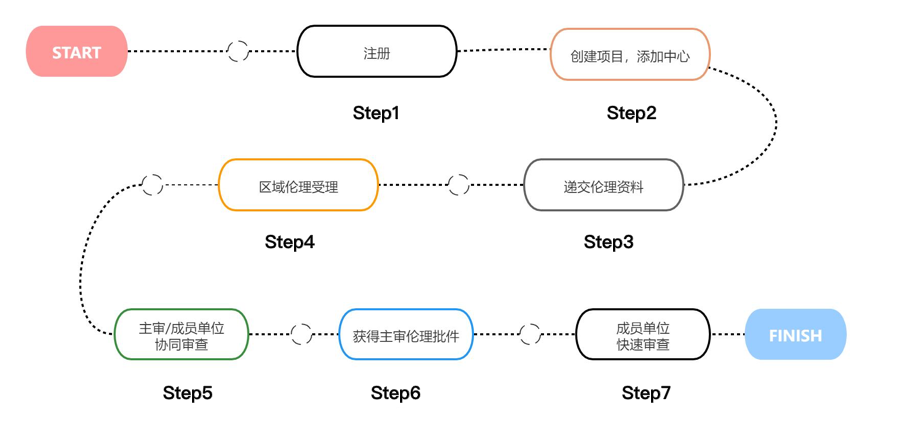 START
注册
创建项目，添加中心
Step1
Step2
区域伦理受理
递交伦理资料
Step4
Step3
主审/成员单位
协同审查
获得主审伦理批件
成员单位
快速审查
FINISH
Step5
Step6
Step7